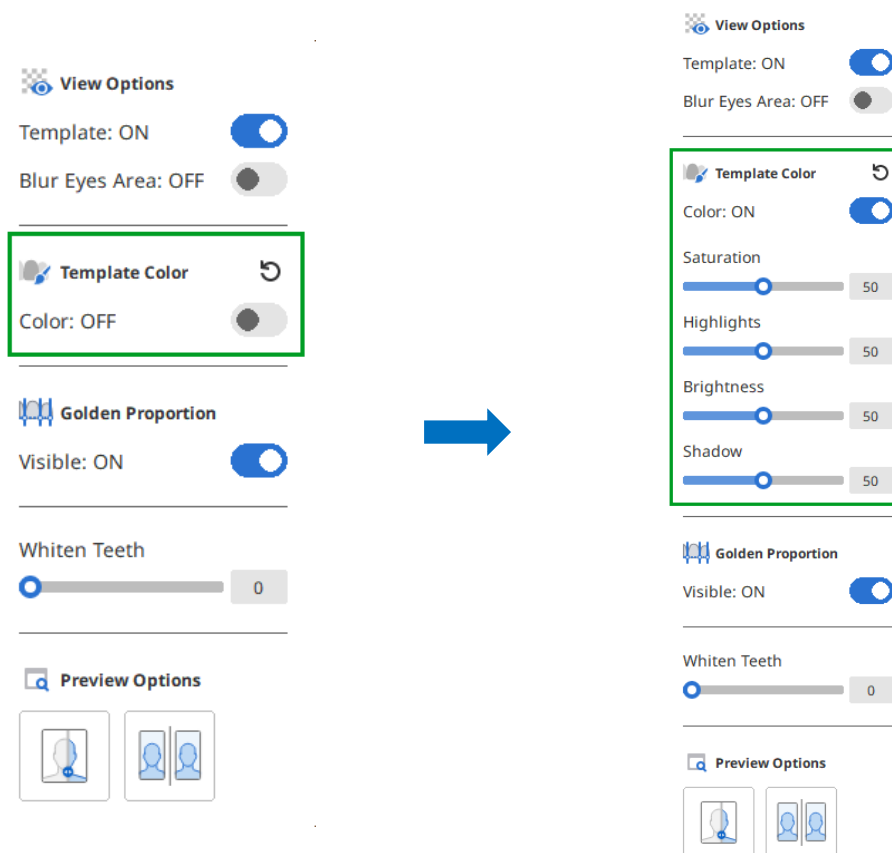 View Options
Template: ON
Blur Eyes Area: OFF
Template Color
Color: OFF
Golden Proportion
Visible: ON
Whiten Teeth
0
Preview Options
View Options
Template: ON
Blur Eyes Area: OFF
Template Color
Color: ON
Saturation
50
Highlights
50
Brightness
50
Shadow
50
Golden Proportion
Visible: ON
Whiten Teeth
0
Preview Options